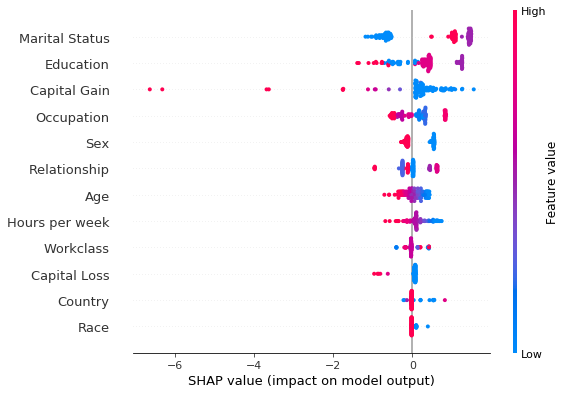 High
Marital Status
Education
Capital Gain
Occupation
Sex
Relationship
Age
Hours per week
Workclass
Capital Loss
Country
Race
Feature value
Low
−6 −4 −2 0
SHAP value (impact on model output)